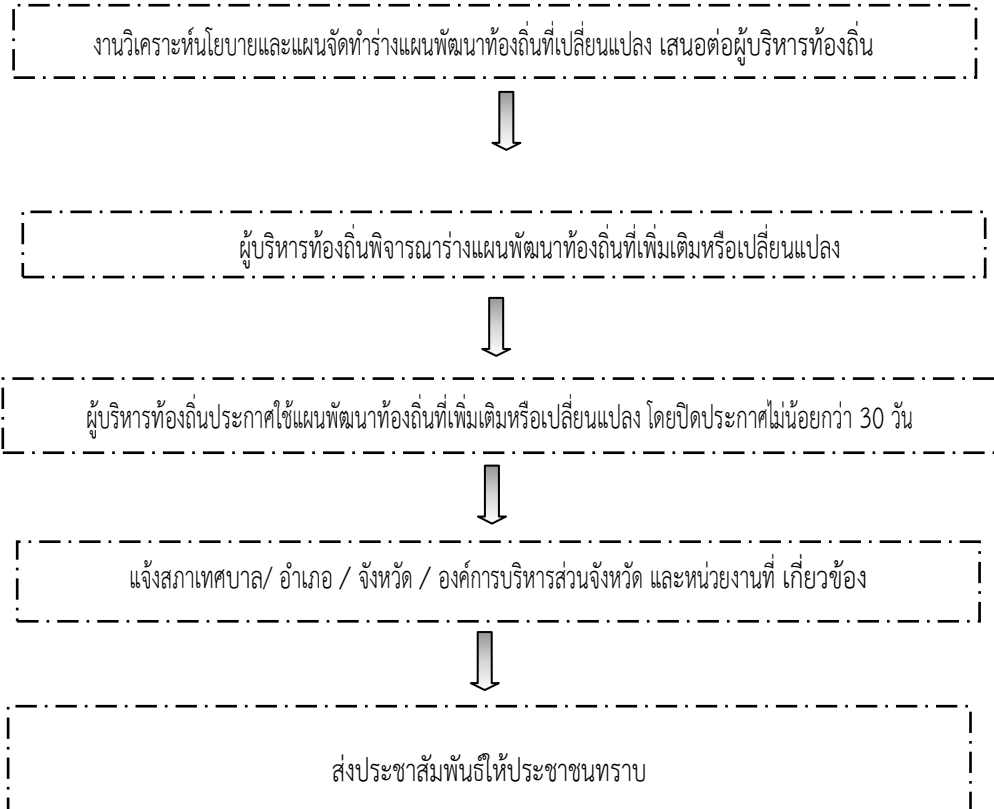 งานวิเคราะห์นโยบายและแผนจัดทำร่างแผนพัฒนาท้องถิ่นที่เปลี่ยนแปลง เสนอต่อผู้บริหารท้องถิ่น
ผู้บริหารท้องถิ่นพิจารณาร่างแผนพัฒนาท้องถิ่นที่เพิ่มเติมหรือเปลี่ยนแปลง
ผู้บริหารท้องถิ่นประกาศใช้แผนพัฒนาท้องถิ่นที่เพิ่มเติมหรือเปลี่ยนแปลง โดยปิดประกาศไม่น้อยกว่า 30 วัน
แจ้งสภาเทศบาล/ อำเภอ / จังหวัด / องค์การบริหารส่วนจังหวัด และหน่วยงานที่ เกี่ยวข้อง
ส่งประชาสัมพันธ์ให้ประชาชนทราบ